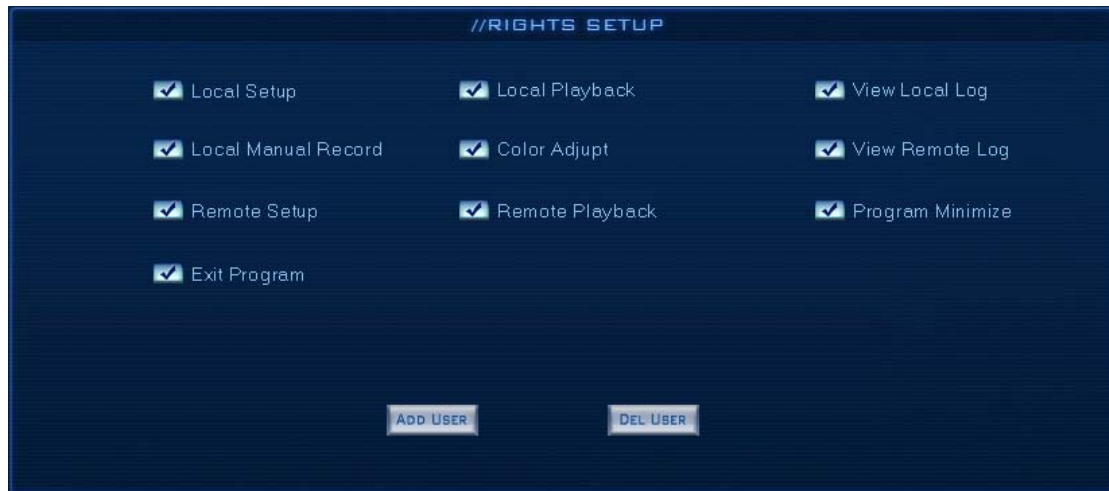 //RIGHTS SETUP
Local Setup Local Playback View Local Log
Local Manual Record Color Adjupt View Remote Log
Remote Setup Remote Playback Program Minimize
Exit Program
ADD USER DEL USER